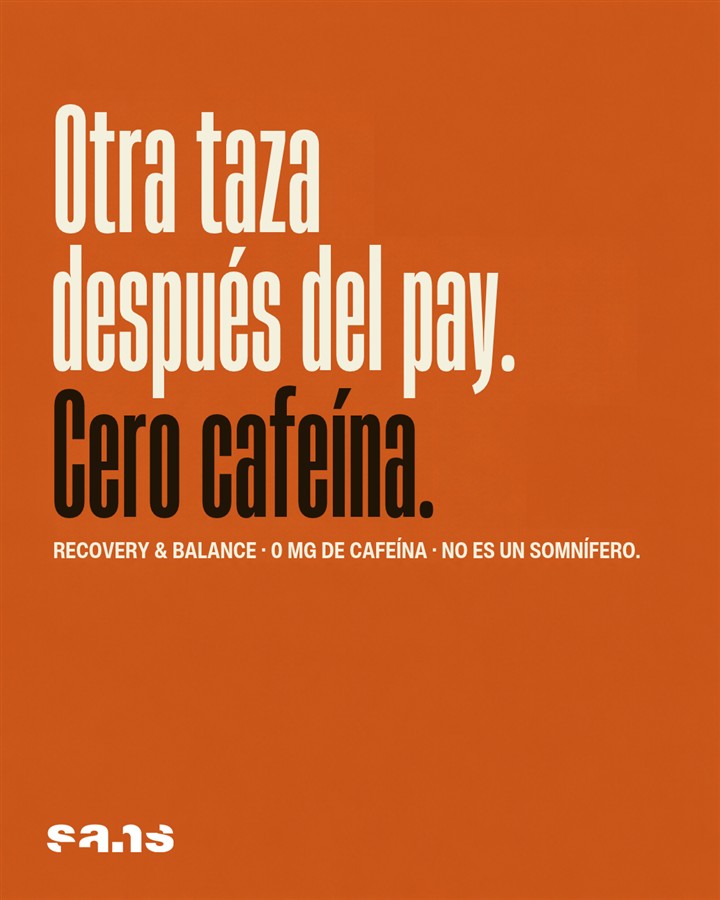 Otra taza
después del pay.
Cero cafeína.
RECOVERY & BALANCE · 0 MG DE CAFEÍNA · NO ES UN SOMNÍFERO.
sans